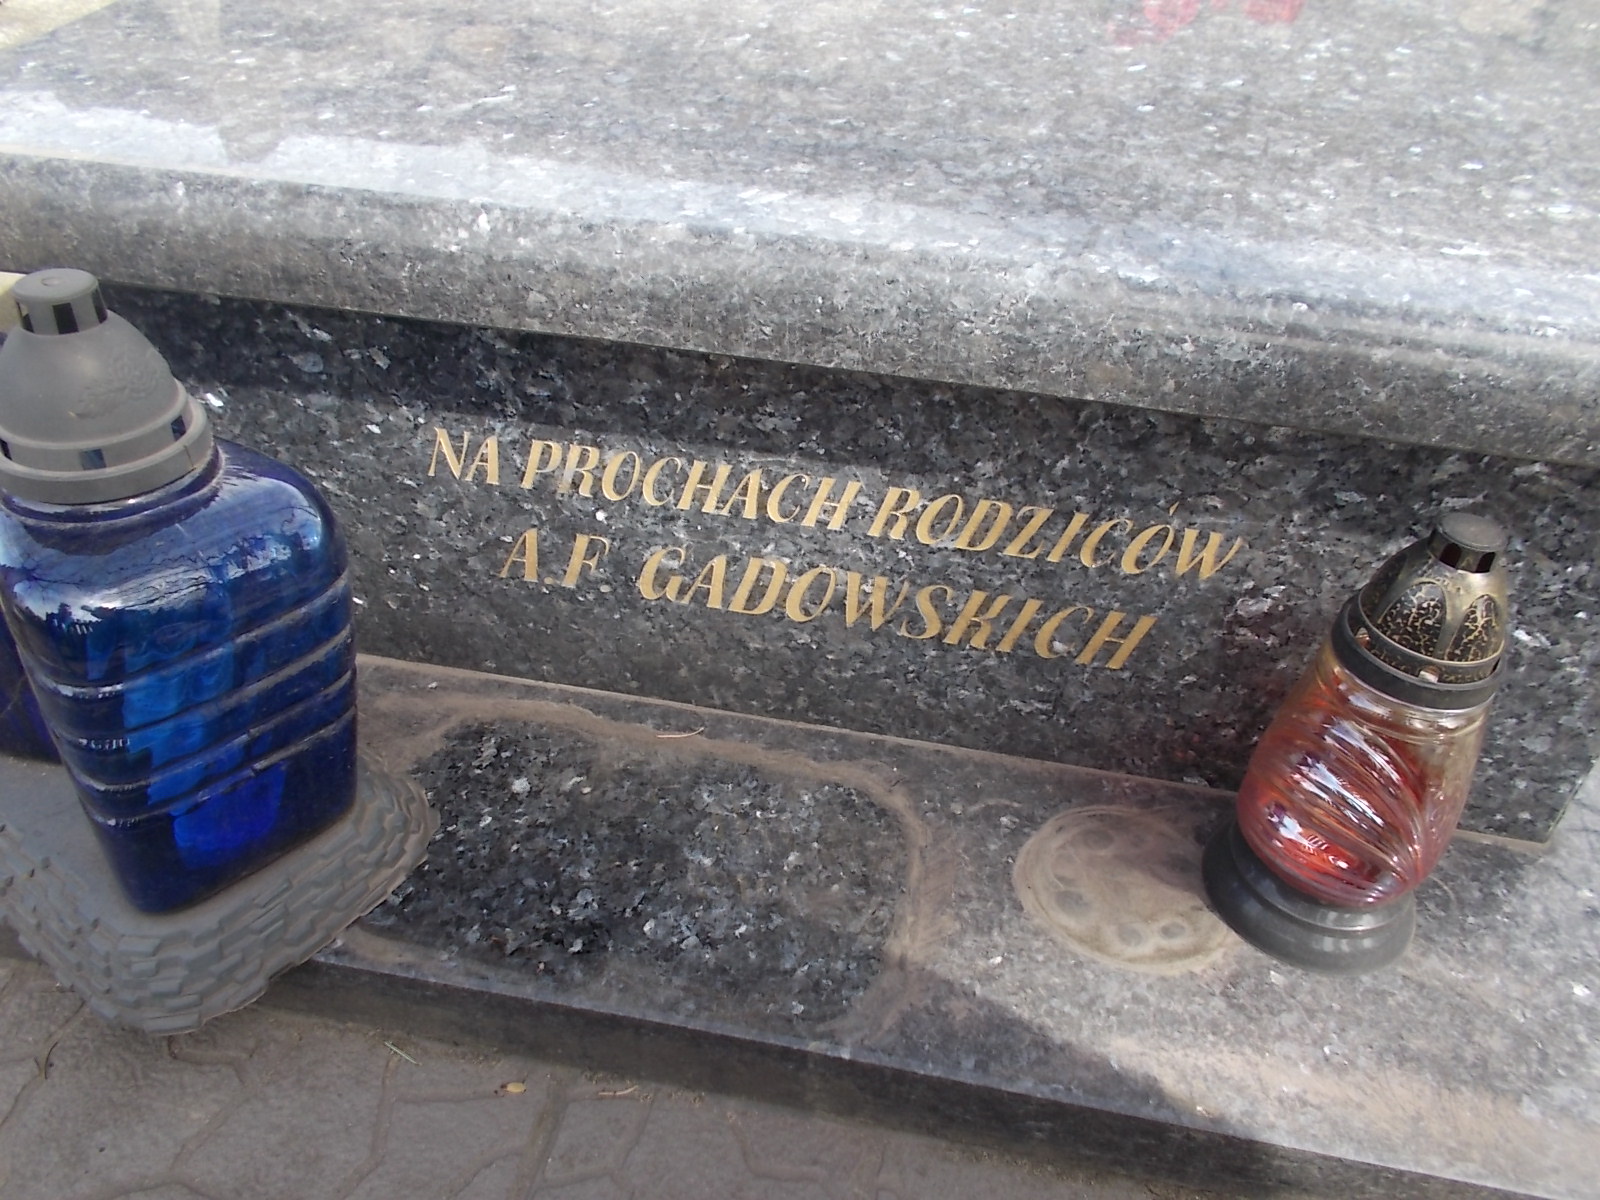 NA PROCHACH RODZICÓW
A.F GADOWSKICH